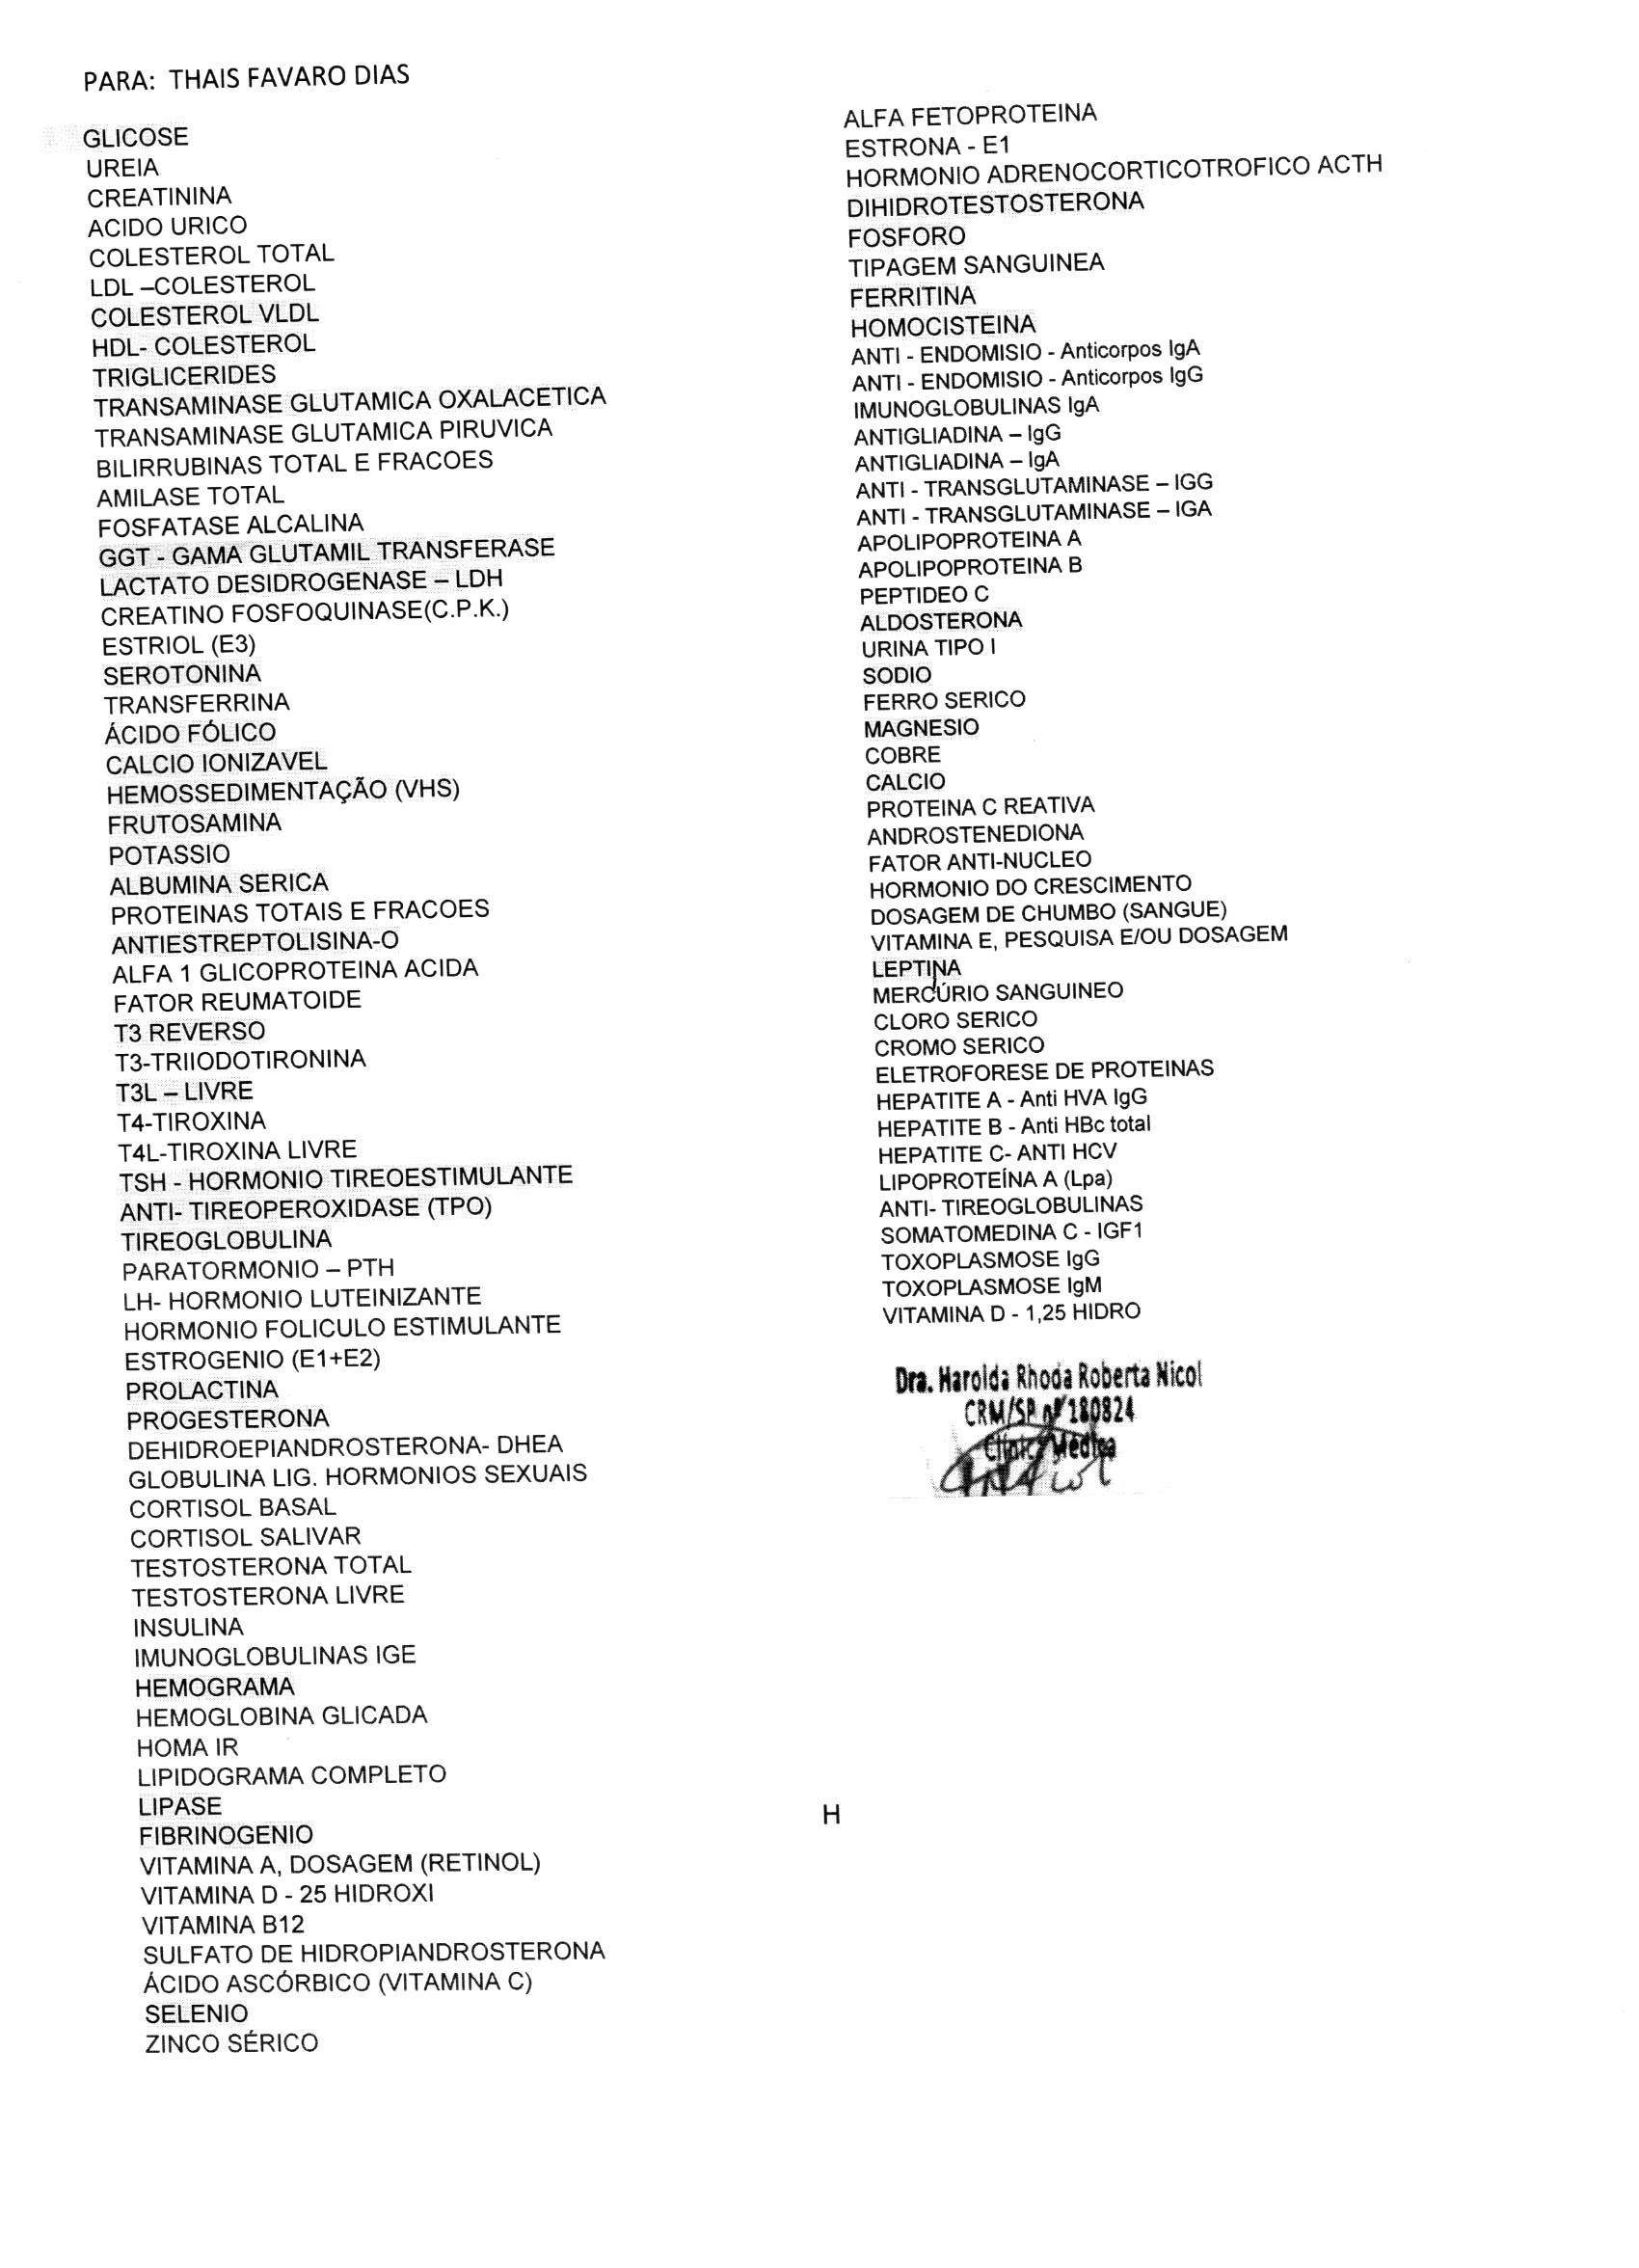 PARA: THAIS FAVARO DIAS
GLICOSE
UREIA
CREATININA
ACIDO URICO
COLESTEROL TOTAL
LDL –COLESTEROL
COLESTEROL VLDL
HDL- COLESTEROL
TRIGLICERIDES
TRANSAMINASE GLUTAMICA OXALACETICA
TRANSAMINASE GLUTAMICA PIRUVICA
BILIRRUBINAS TOTAL E FRACOES
AMILASE TOTAL
FOSFATASE ALCALINA
GGT - GAMA GLUTAMIL TRANSFERASE
LACTATO DESIDROGENASE – LDH
CREATINO FOSFOQUINASE(C.P.K.)
ESTRIOL (E3)
SEROTONINA
TRANSFERRINA
ÁCIDO FÓLICO
CALCIO IONIZAVEL
HEMOSSEDIMENTAÇÃO (VHS)
FRUTOSAMINA
POTASSIO
ALBUMINA SERICA
PROTEINAS TOTAIS E FRACOES
ANTIESTREPTOLISINA-O
ALFA 1 GLICOPROTEINA ACIDA
FATOR REUMATOIDE
T3 REVERSO
T3-TRIIODOTIRONINA
T3L – LIVRE
T4-TIROXINA
T4L-TIROXINA LIVRE
TSH - HORMONIO TIREOESTIMULANTE
ANTI- TIREOPEROXIDASE (TPO)
TIREOGLOBULINA
PARATORMONIO – PTH
LH- HORMONIO LUTEINIZANTE
HORMONIO FOLICULO ESTIMULANTE
ESTROGENIO (E1+E2)
PROLACTINA
PROGESTERONA
DEHIDROEPIANDROSTERONA- DHEA
GLOBULINA LIG. HORMONIOS SEXUAIS
CORTISOL BASAL
CORTISOL SALIVAR
TESTOSTERONA TOTAL
TESTOSTERONA LIVRE
INSULINA
IMUNOGLOBULINAS IGE
HEMOGRAMA
HEMOGLOBINA GLICADA
HOMA IR
LIPIDOGRAMA COMPLETO
LIPASE
FIBRINOGENIO
VITAMINA A, DOSAGEM (RETINOL)
VITAMINA D - 25 HIDROXI
VITAMINA B12
SULFATO DE HIDROPIANDROSTERONA
ÁCIDO ASCÓRBICO (VITAMINA C)
SELENIO
ZINCO SÉRICO
ALFA FETOPROTEINA
ESTRONA - E1
HORMONIO ADRENOCORTICOTROFICO ACTH
DIHIDROTESTOSTERONA
FOSFORO
TIPAGEM SANGUINEA
FERRITINA
HOMOCISTEINA
ANTI - ENDOMISIO - Anticorpos IgA
ANTI - ENDOMISIO - Anticorpos IgG
IMUNOGLOBULINAS IgA
ANTIGLIADINA – IgG
ANTIGLIADINA – IgA
ANTI - TRANSGLUTAMINASE – IGG
ANTI - TRANSGLUTAMINASE – IGA
APOLIPOPROTEINA A
APOLIPOPROTEINA B
PEPTIDEO C
ALDOSTERONA
URINA TIPO I
SODIO
FERRO SERICO
MAGNESIO
COBRE
CALCIO
PROTEINA C REATIVA
ANDROSTENEDIONA
FATOR ANTI-NUCLEO
HORMONIO DO CRESCIMENTO
DOSAGEM DE CHUMBO (SANGUE)
VITAMINA E, PESQUISA E/OU DOSAGEM
LEPTINA
MERCÚRIO SANGUINEO
CLORO SERICO
CROMO SERICO
ELETROFORESE DE PROTEINAS
HEPATITE A - Anti HVA IgG
HEPATITE B - Anti HBc total
HEPATITE C- ANTI HCV
LIPOPROTEÍNA A (Lpa)
ANTI- TIREOGLOBULINAS
SOMATOMEDINA C - IGF1
TOXOPLASMOSE IgG
TOXOPLASMOSE IgM
VITAMINA D - 1,25 HIDRO
Dra. Harolda Rhoda Roberta Nicol
CRM/SP nº 180824
Clínica Médica
H